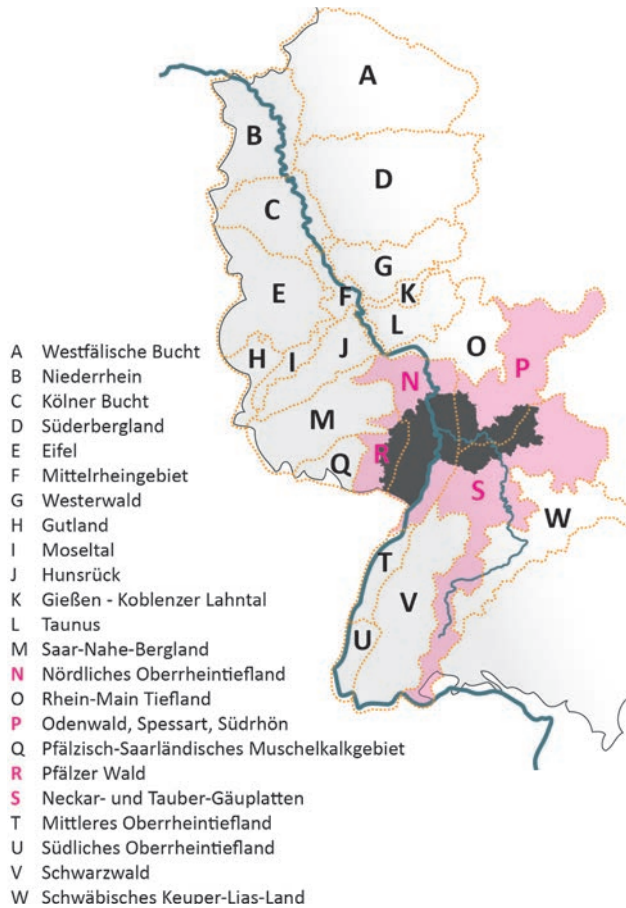 A
B
D
C
G
E
K
F
L
O
J
P
H
I
N
M
R
Q
S
W
T
V
U
A Westfälische Bucht
B Niederrhein
C Kölner Bucht
D Süderbergland
E Eifel
F Mittelrheingebiet
G Westerwald
H Gutland
I Moseltal
J Hunsrück
K Gießen - Koblenzer Lahntal
L Taunus
M Saar-Nahe-Bergland
N Nördliches Oberrheintiefland
O Rhein-Main Tiefland
P Odenwald, Spessart, Südrhön
Q Pfälzisch-Saarländisches Muschelkalkgebiet
R Pfälzer Wald
S Neckar- und Tauber-Gäuplatten
T Mittleres Oberrheintiefland
U Südliches Oberrheintiefland
V Schwarzwald
W Schwäbisches Keuper-Lias-Land